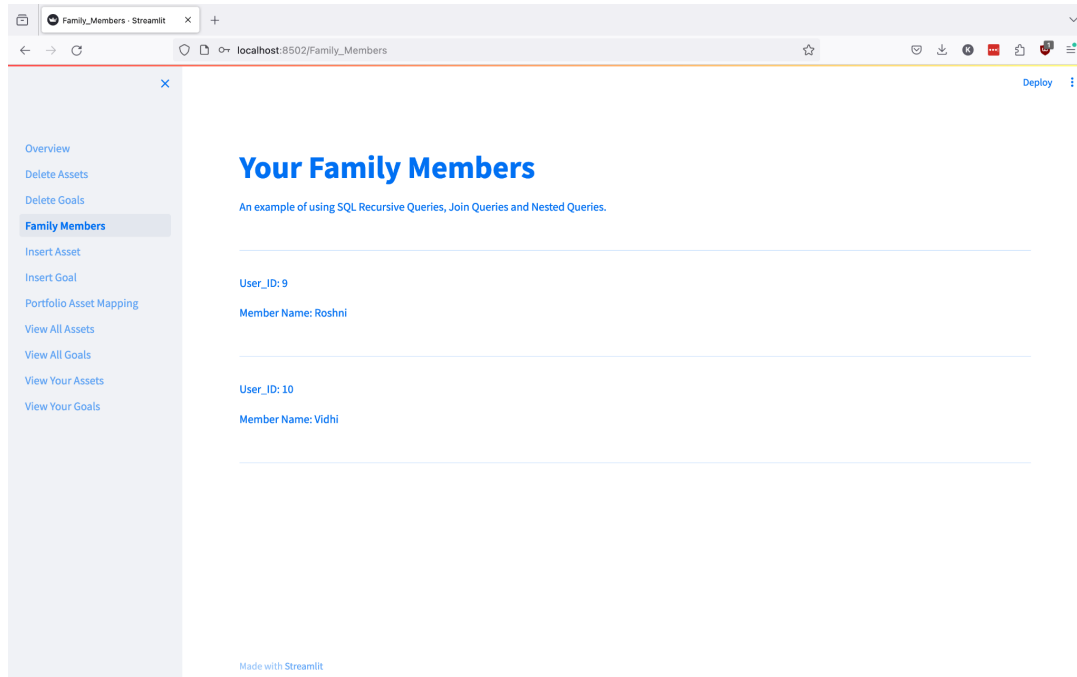 Family_Members · Streamlit
localhost:8502/Family_Members
Deploy
Overview
Delete Assets
Delete Goals
Family Members
Insert Asset
Insert Goal
Portfolio Asset Mapping
View All Assets
View All Goals
View Your Assets
View Your Goals
Your Family Members
An example of using SQL Recursive Queries, Join Queries and Nested Queries.
User_ID: 9
Member Name: Roshni
User_ID: 10
Member Name: Vidhi
Made with Streamlit